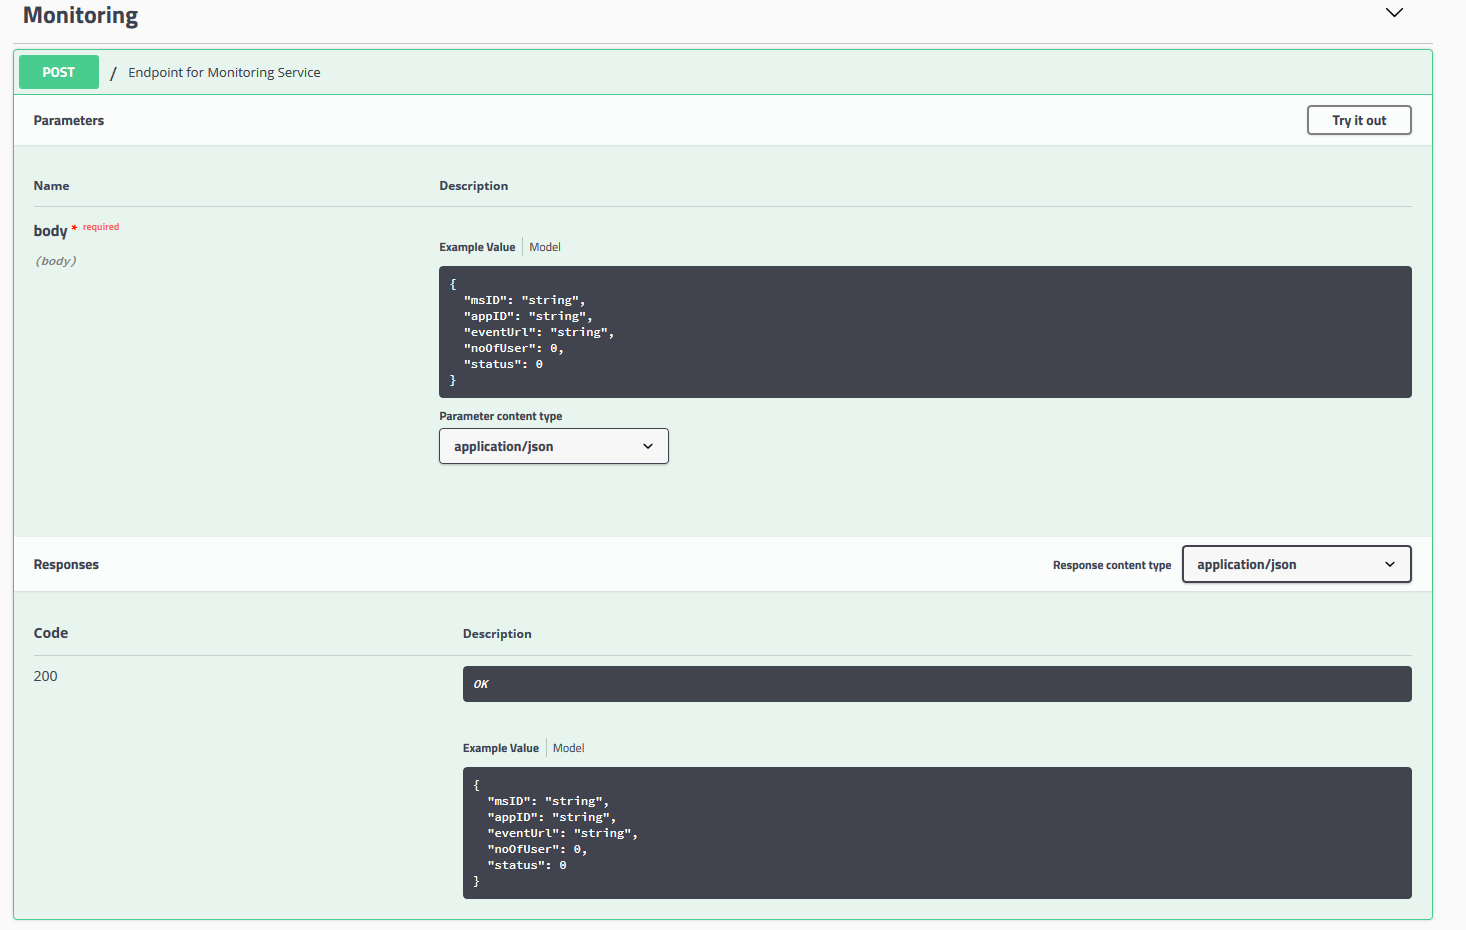 Monitoring
POST / Endpoint for Monitoring Service
Parameters
Try it out
Name Description
body * required
(body)
Example Value Model
{
  "msID": "string",
  "appID": "string",
  "eventUrl": "string",
  "noOfUser": 0,
  "status": 0
}
Parameter content type
application/json
Responses
Response content type application/json
Code Description
200
OK
Example Value Model
{
  "msID": "string",
  "appID": "string",
  "eventUrl": "string",
  "noOfUser": 0,
  "status": 0
}